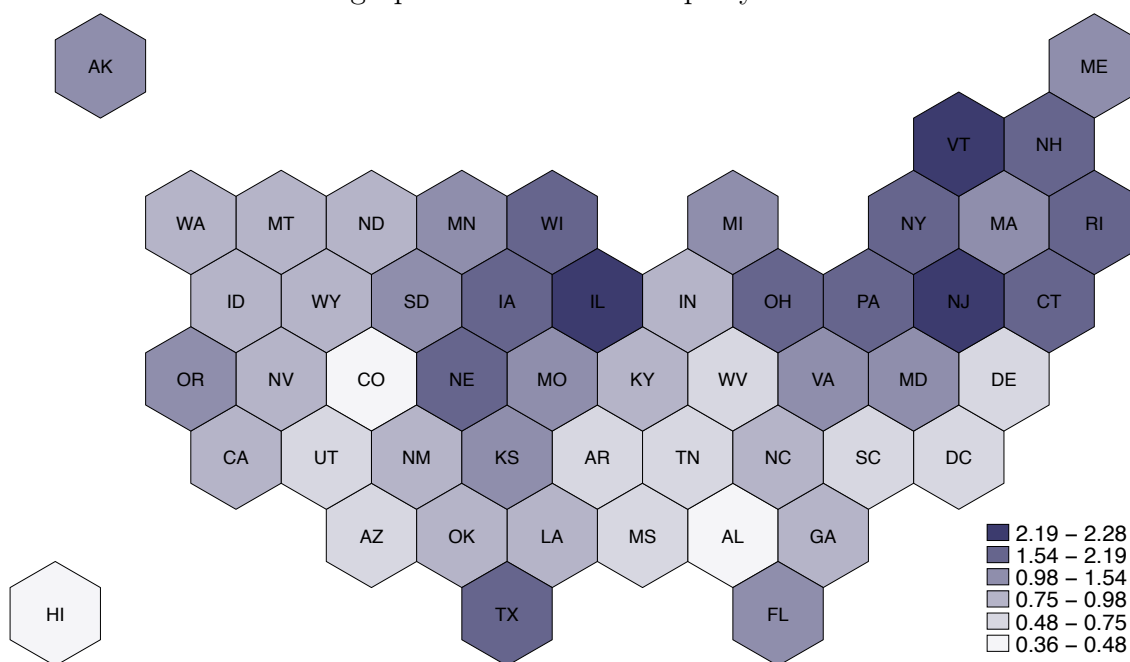 AK
ME
VT NH
WA MT ND MN WI MI NY MA RI
ID WY SD IA IL IN OH PA NJ CT
OR NV CO NE MO KY WV VA MD DE
CA UT NM KS AR TN NC SC DC
AZ OK LA MS AL GA
HI TX FL
2.19 – 2.28
1.54 – 2.19
0.98 – 1.54
0.75 – 0.98
0.48 – 0.75
0.36 – 0.48